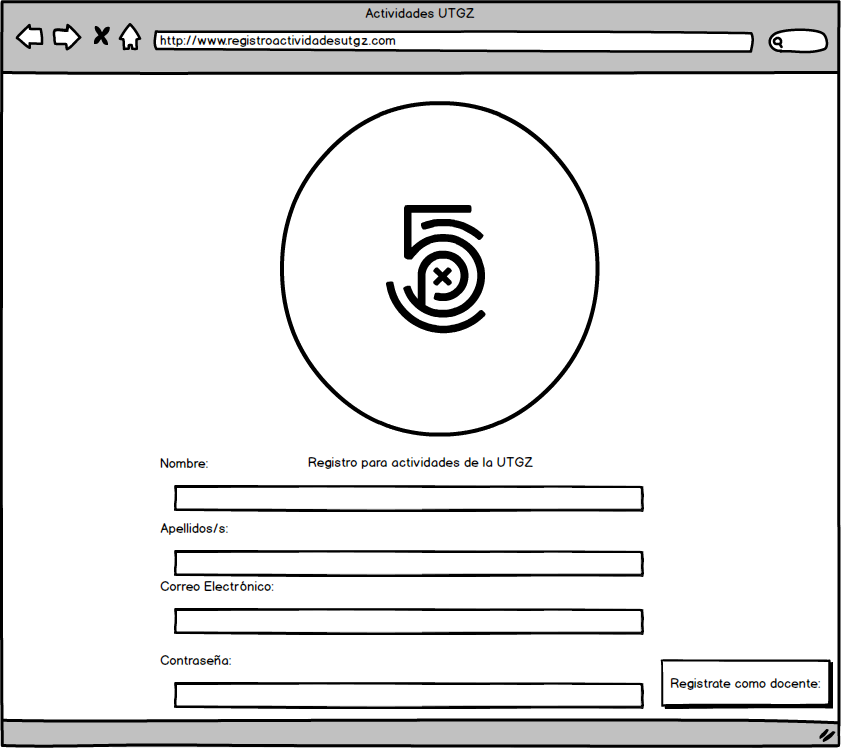 Actividades UTGZ
http://www.registroactividadesutgz.com
5
Nombre:
Registro para actividades de la UTGZ
Apellidos/s:
Correo Electrónico:
Contraseña:
Registrate como docente: